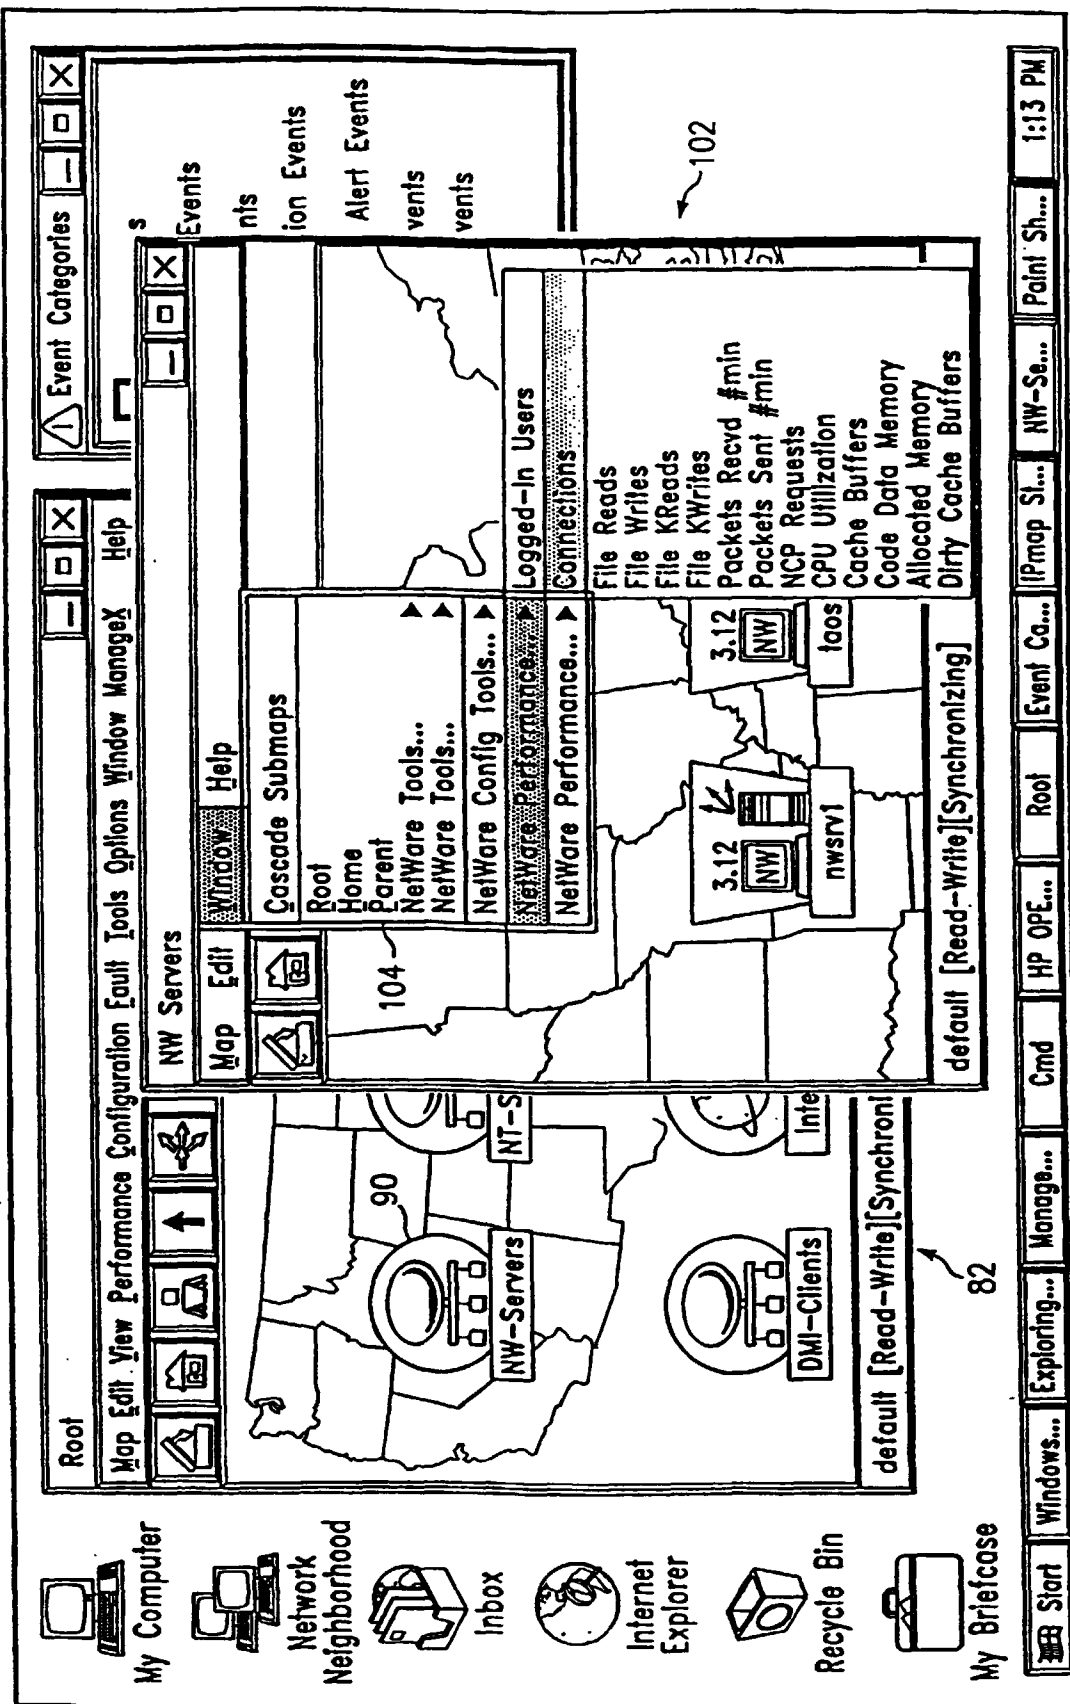 My Computer
Network
Neighborhood
Inbox
Internet
Explorer
Recycle Bin
My Briefcase
Root
Map Edit View Performance Configuration Fault Tools Options Window ManageX Help
90
NW-Servers
NT-S
DMI-Clients
Inte
default [Read-Write][Synchroni
82
Event Categories
s
Events
nts
ion Events
Alert Events
vents
vents
NW Servers
Map Edit Window Help
Cascade Submaps
Root
Home
Parent
NetWare Tools...
NetWare Tools...
NetWare Config Tools...
NetWare Performance...
NetWare Performance...
104
Logged-In Users
Connections
File Reads
File Writes
File KReads
File KWrites
Packets Recvd #min
Packets Sent #min
NCP Requests
CPU Utilization
Cache Buffers
Code Data Memory
Allocated Memory
Dirty Cache Buffers
102
3.12
NW
nwsrv1
3.12
NW
taos
default [Read-Write][Synchronizing]
Start
Windows...
Exploring...
Manage...
Cmd
HP OPE...
Root
Event Ca...
IPmap St...
NW-Se...
Paint Sh...
1:13 PM